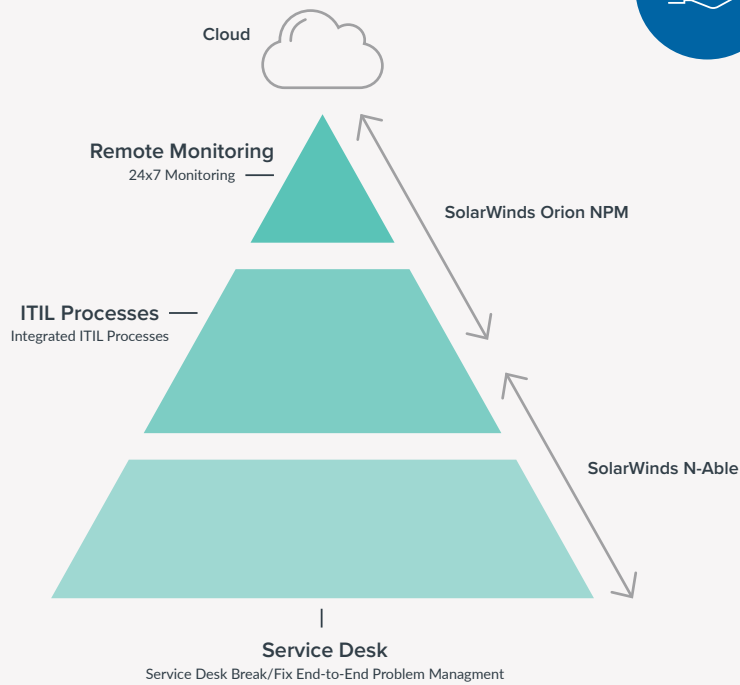 Cloud
Remote Monitoring
24x7 Monitoring
SolarWinds Orion NPM
ITIL Processes
Integrated ITIL Processes
SolarWinds N-Able
Service Desk
Service Desk Break/Fix End-to-End Problem Managment